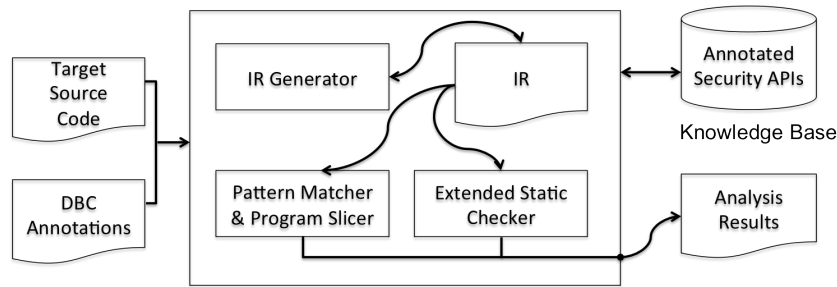 Target
Source
Code
DBC
Annotations
IR Generator
IR
Pattern Matcher
& Program Slicer
Extended Static
Checker
Annotated
Security APIs
Knowledge Base
Analysis
Results